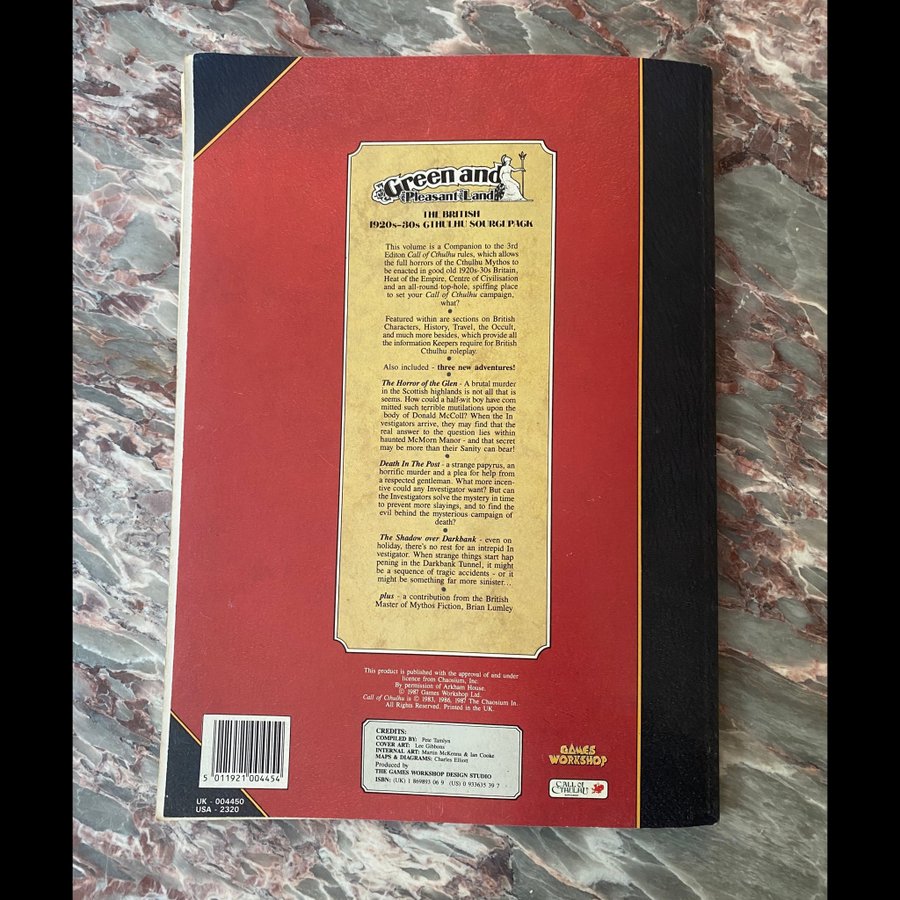 Green and
Pleasant Land
THE BRITISH
1920s-30s CTHULHU SOURCEPACK
This volume is a Companion to the 3rd
Editon Call of Cthulhu rules, which allows
the full horrors of the Cthulhu Mythos to
be enacted in good old 1920s-30s Britain,
Heat of the Empire, Centre of Civilisation
and an all-round top-hole, spiffing place
to set your Call of Cthulhu campaign,
what?
Featured within are sections on British
Characters, History, Travel, the Occult,
and much more besides, which provide all
the information Keepers require for British
Cthulhu roleplay.
Also included - three new adventures!
The Horror of the Glen - A brutal murder
in the Scottish highlands is not all that is
seems. How could a half-wit boy have com
mitted such terrible mutilations upon the
body of Donald McColl? When the In
vestigators arrive, they may find that the
real answer to the question lies within
haunted McMorn Manor - and that secret
may be more than their Sanity can bear!
Death In The Post - a strange papyrus, an
horrific murder and a plea for help from
a respected gentleman. What more incen-
tive could any Investigator want? But can
the Investigators solve the mystery in time
to prevent more slayings, and to find the
evil behind the mysterious campaign of
death?
The Shadow over Darkbank - even on
holiday, there's no rest for an intrepid In
vestigator. When strange things start hap
pening in the Darkbank Tunnel, it might
be a sequence of tragic accidents - or it
might be something far more sinister...
plus - a contribution from the British
Master of Mythos Fiction, Brian Lumley
This product is published with the approval of and under
licence from Chaosium, Inc.
By permission of Arkham House.
© 1987 Games Workshop Ltd.
Call of Cthulhu is © 1983, 1986, 1987 The Chaosium In.
All Rights Reserved. Printed in the UK.
CREDITS:
COMPILED BY: Pete Tamlyn
COVER ART: Lee Gibbons
INTERNAL ART: Martin McKenna & Ian Cooke
MAPS & DIAGRAMS: Charles Elliott
Produced by
THE GAMES WORKSHOP DESIGN STUDIO
ISBN: (UK) 1 869893 06 9 (US) 0 933635 39 7
5 011921 004454
UK - 004450
USA - 2320
GAMES
WORKSHOP
CALL OF
CTHULHU